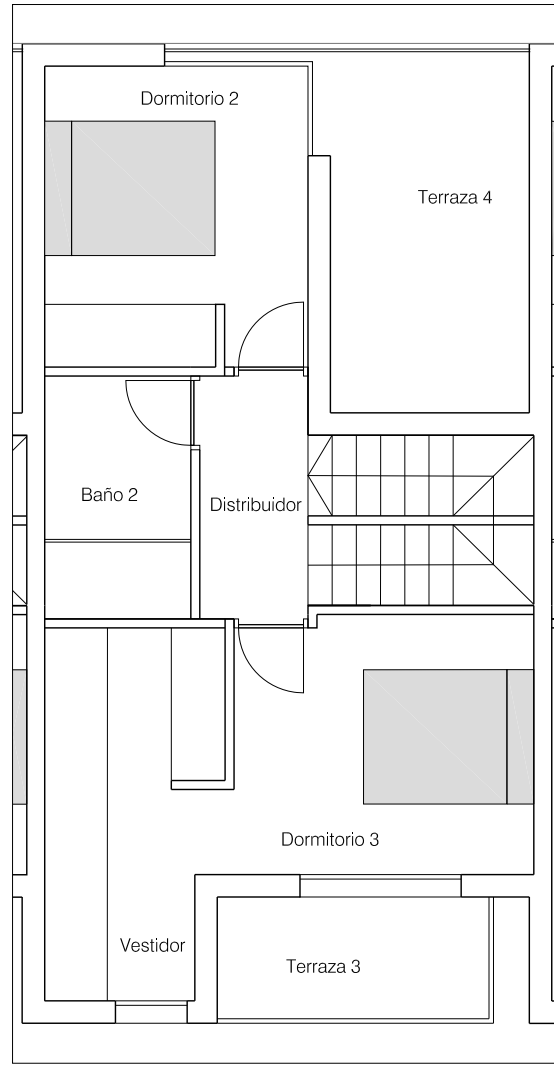 Dormitorio 2
Terraza 4
Baño 2
Distribuidor
Dormitorio 3
Vestidor
Terraza 3